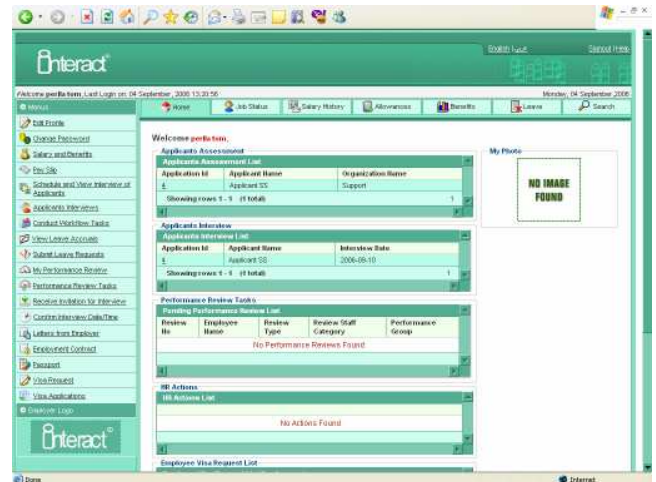 interact
English
Signout Help
Welcome perlla tom, Last Login on: 04 September, 2006 13:20:56
Monday, 04 September ,2006
Menus
Home
Job Status
Salary History
Allowances
Benefits
Leave
Search
Edit Profile
Change Password
Salary and Benefits
Pay Slip
Schedule and View Interview of Applicants
Applicants Interviews
Conduct Workflow Tasks
View Leave Accruals
Submit Leave Requests
My Performance Review
Performance Review Tasks
Receive Invitation for Interview
Confirm Interview Date/Time
Letters from Employer
Employment Contract
Passport
Visa Request
Visa Applications
Employer Logo
interact
Welcome perlla tom,
Applicants Assessment
Applicants Assessment List
Application Id Applicant Name Organization Name
4 Applicant SS Support
Showing rows 1 - 1 (1 total) 1
Applicants Interview
Applicants Interview List
Application Id Applicant Name Interview Date
Applicant SS 2006-09-10
Showing rows 1 - 1 (1 total) 1
Performance Review Tasks
Pending Performance Review List
Review No Employee Name Review Type Review Staff Category Performance Group
No Performance Reviews Found
HR Actions
HR Actions List
No Actions Found
Employee Visa Request List
My Photo
NO IMAGE
FOUND
Done
Internet